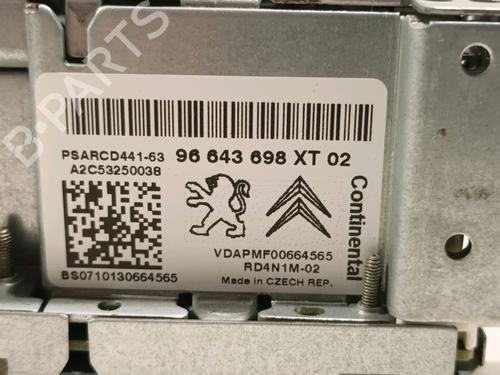 B-PARTS
PSARCD441-63 96 643 698 XT 02
A2C53250038
Continental
VDAPMF00664565
RD4N1M-02
BS0710130664565 Made in CZECH REP.